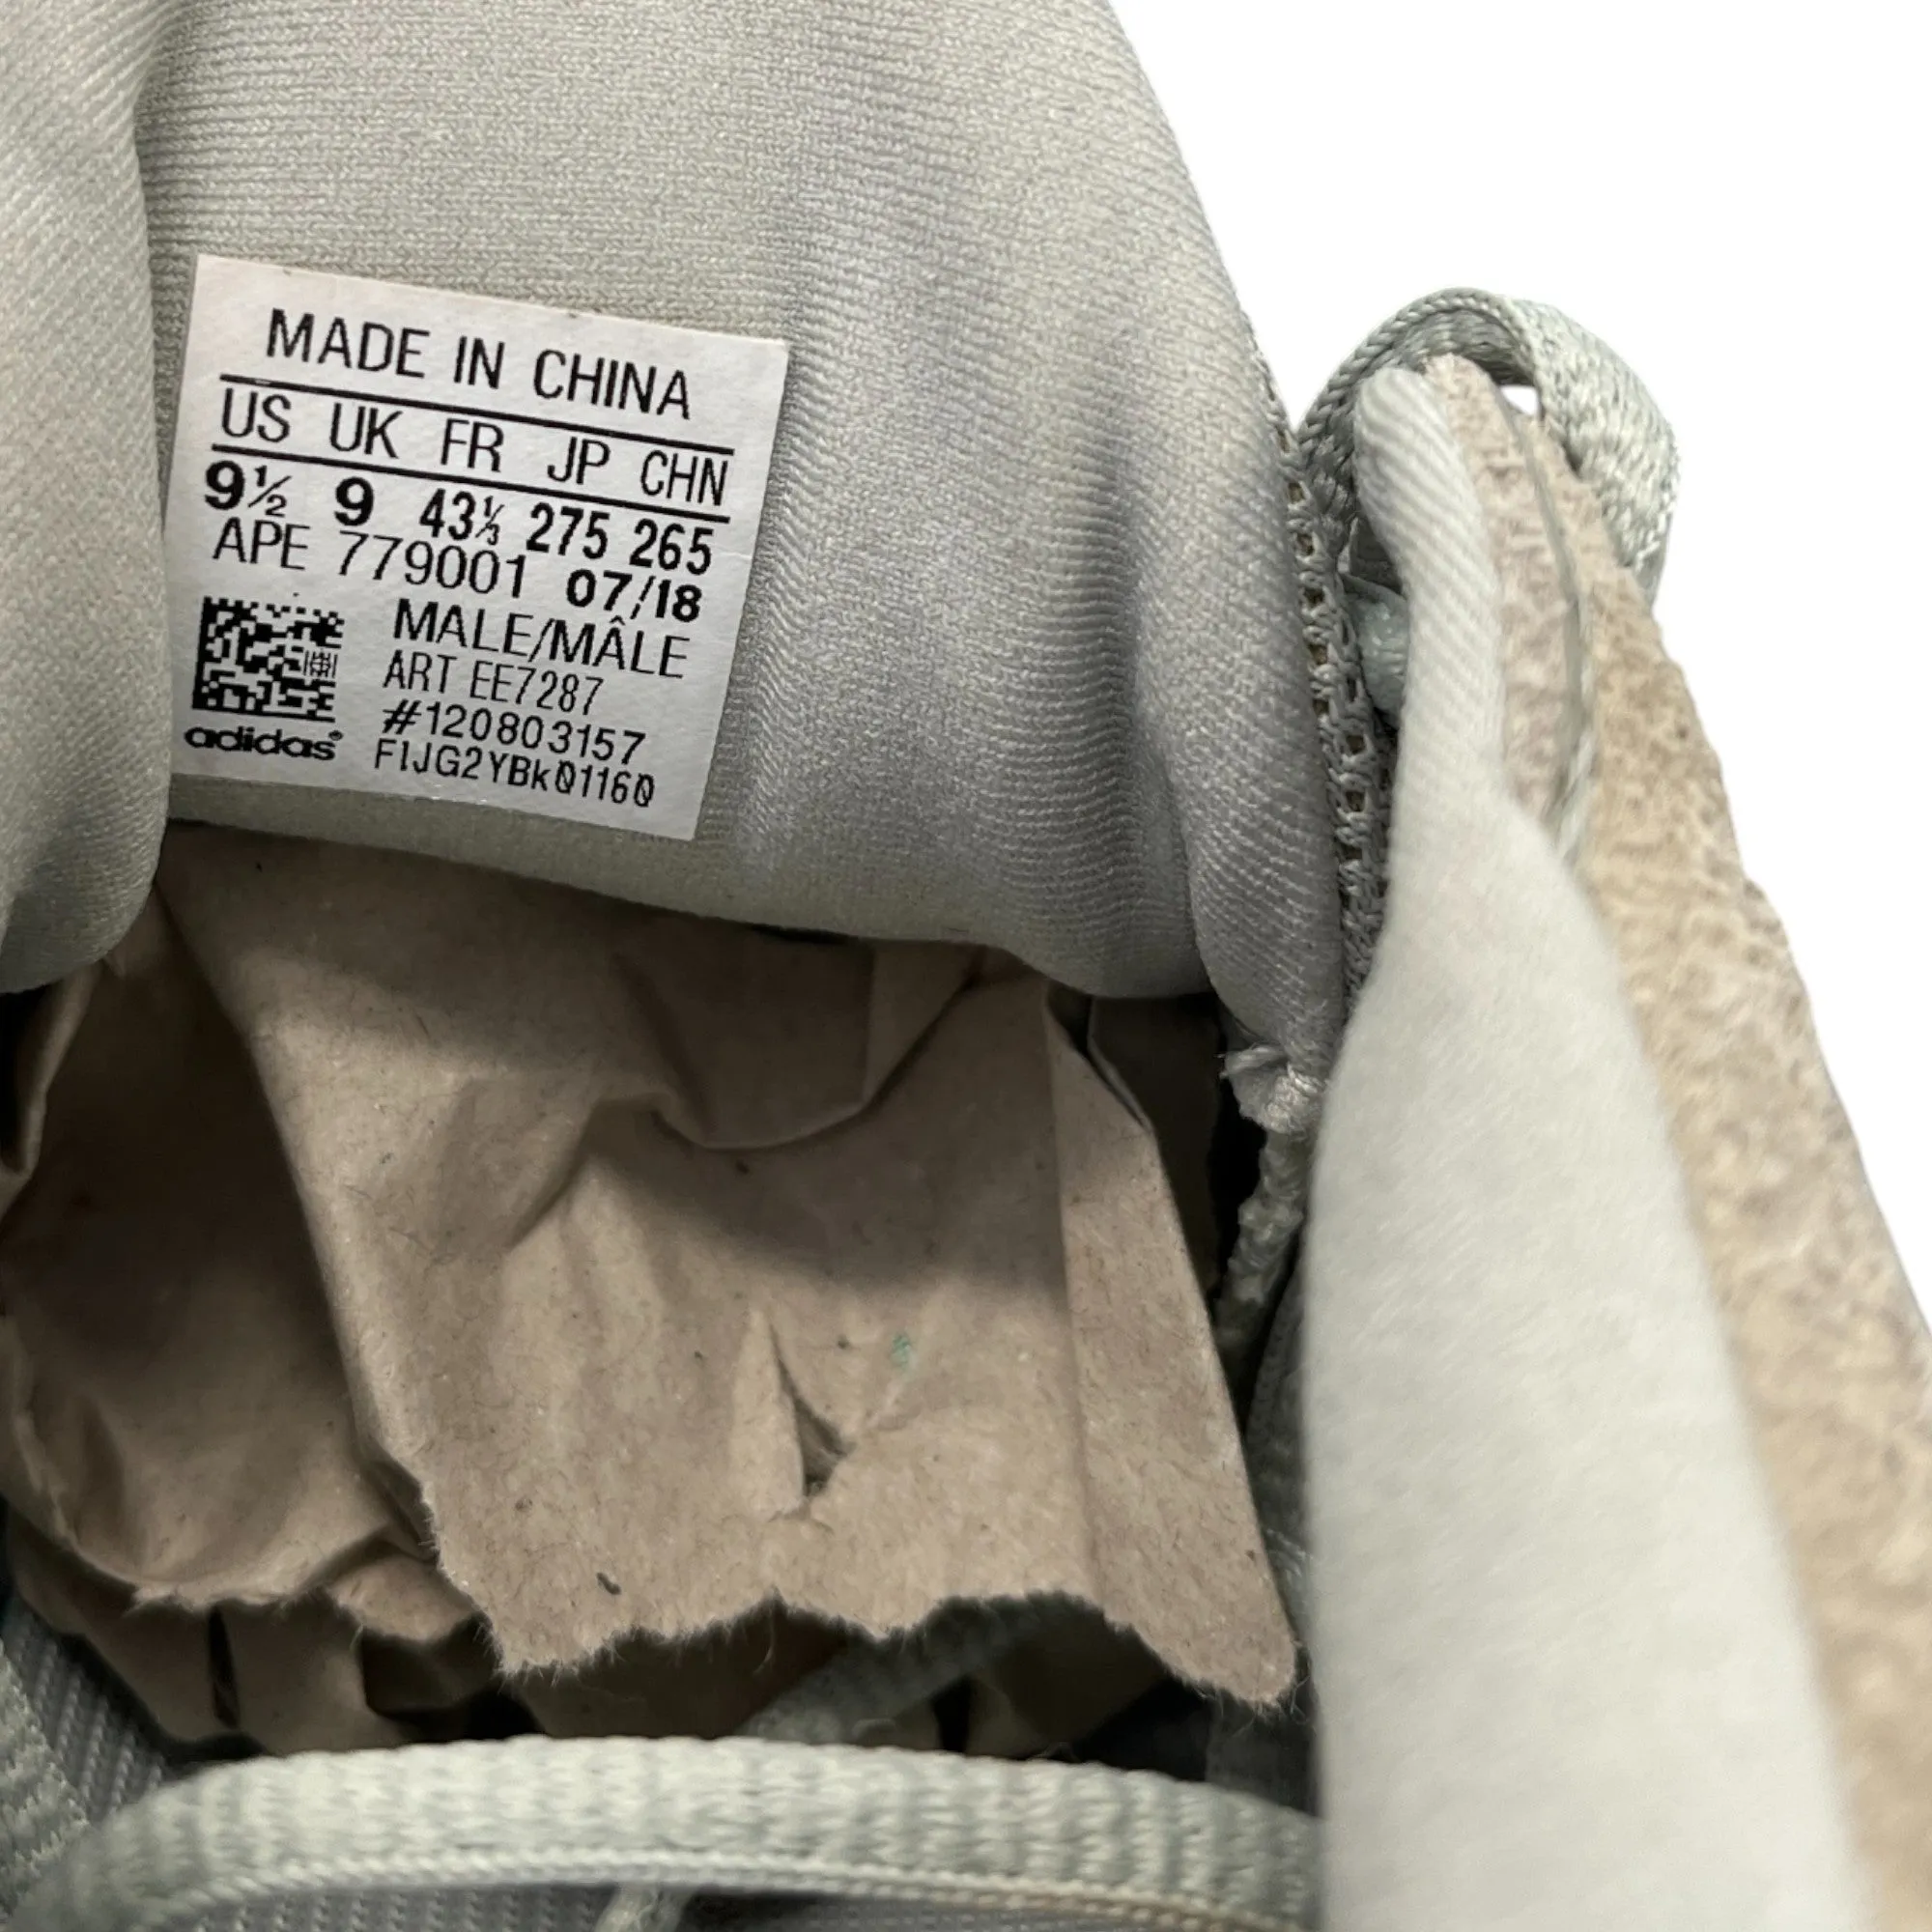 MADE IN CHINA
US UK FR JP CHN
9½ 9 43⅓ 275 265
APE 779001 07/18
MALE/MÂLE
ART EE7287
#120803157
adidas® FIJG2YBk01160